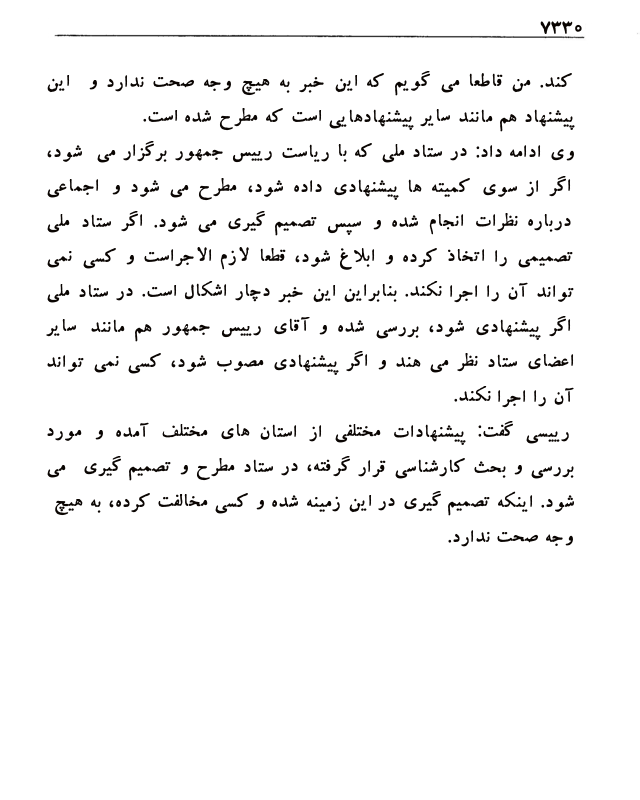 ۷۳۳۰
کند. من قاطعا می گویم که این خبر به هیچ وجه صحت ندارد و این
پیشنهاد هم مانند سایر پیشنهادهایی است که مطرح شده است.
وی ادامه داد: در ستاد ملی که با ریاست رییس جمهور برگزار می شود،
اگر از سوی کمیته ها پیشنهادی داده شود، مطرح می شود و اجماعی
درباره نظرات انجام شده و سپس تصمیم گیری می شود. اگر ستاد ملی
تصمیمی را اتخاذ کرده و ابلاغ شود، قطعا لازم الاجراست و کسی نمی
تواند آن را اجرا نکند. بنابراین این خبر دچار اشکال است. در ستاد ملی
اگر پیشنهادی شود، بررسی شده و آقای رییس جمهور هم مانند سایر
اعضای ستاد نظر می هند و اگر پیشنهادی مصوب شود، کسی نمی تواند
آن را اجرا نکند.
رییسی گفت: پیشنهادات مختلفی از استان های مختلف آمده و مورد
بررسی و بحث کارشناسی قرار گرفته، در ستاد مطرح و تصمیم گیری می
شود. اینکه تصمیم گیری در این زمینه شده و کسی مخالفت کرده، به هیچ
وجه صحت ندارد.